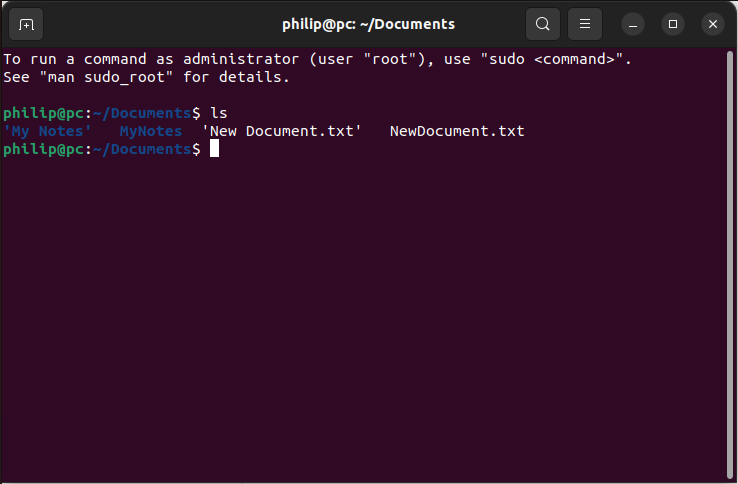 philip@pc: ~/Documents
To run a command as administrator (user "root"), use "sudo <command>".
See "man sudo_root" for details.
philip@pc:~/Documents$ ls
'My Notes'   MyNotes  'New Document.txt'   NewDocument.txt
philip@pc:~/Documents$